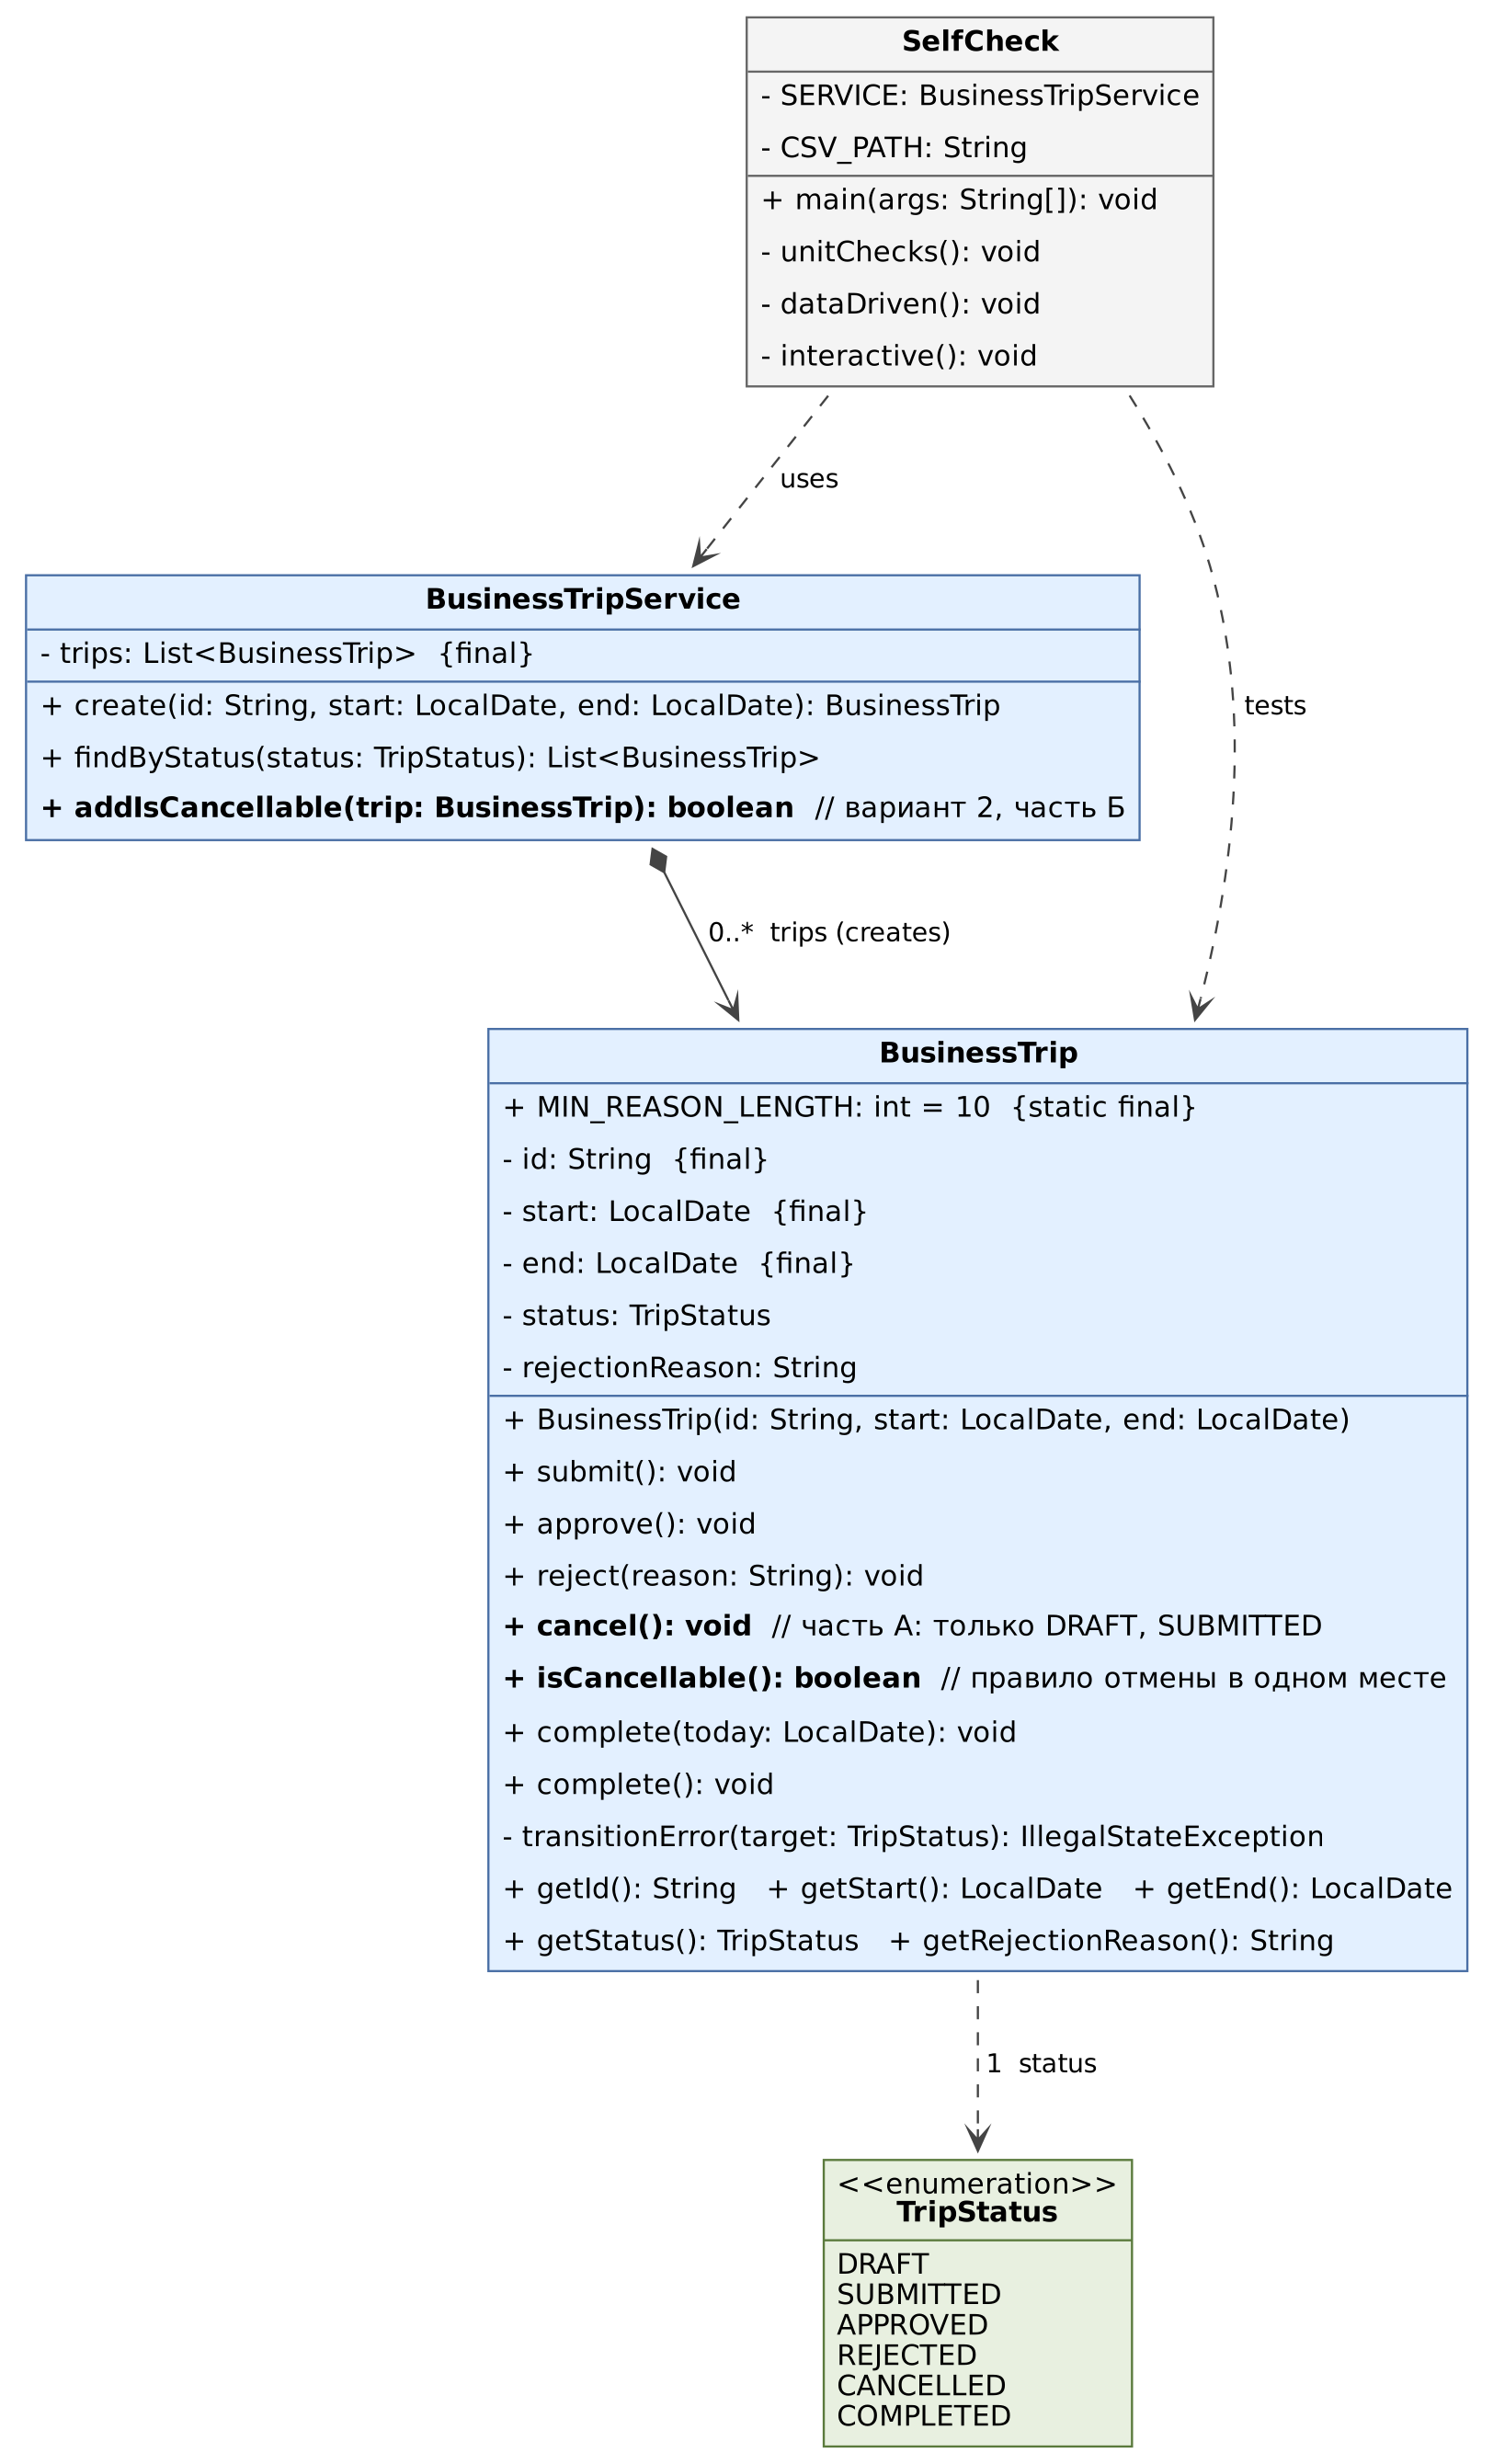 SelfCheck
- SERVICE: BusinessTripService
- CSV_PATH: String
+ main(args: String[]): void
- unitChecks(): void
- dataDriven(): void
- interactive(): void
uses
tests
BusinessTripService
- trips: List<BusinessTrip>  {final}
+ create(id: String, start: LocalDate, end: LocalDate): BusinessTrip
+ findByStatus(status: TripStatus): List<BusinessTrip>
+ addIsCancellable(trip: BusinessTrip): boolean  // вариант 2, часть Б
0..*  trips (creates)
BusinessTrip
+ MIN_REASON_LENGTH: int = 10  {static final}
- id: String  {final}
- start: LocalDate  {final}
- end: LocalDate  {final}
- status: TripStatus
- rejectionReason: String
+ BusinessTrip(id: String, start: LocalDate, end: LocalDate)
+ submit(): void
+ approve(): void
+ reject(reason: String): void
+ cancel(): void  // часть А: только DRAFT, SUBMITTED
+ isCancellable(): boolean  // правило отмены в одном месте
+ complete(today: LocalDate): void
+ complete(): void
- transitionError(target: TripStatus): IllegalStateException
+ getId(): String   + getStart(): LocalDate   + getEnd(): LocalDate
+ getStatus(): TripStatus   + getRejectionReason(): String
1  status
<<enumeration>>
TripStatus
DRAFT
SUBMITTED
APPROVED
REJECTED
CANCELLED
COMPLETED